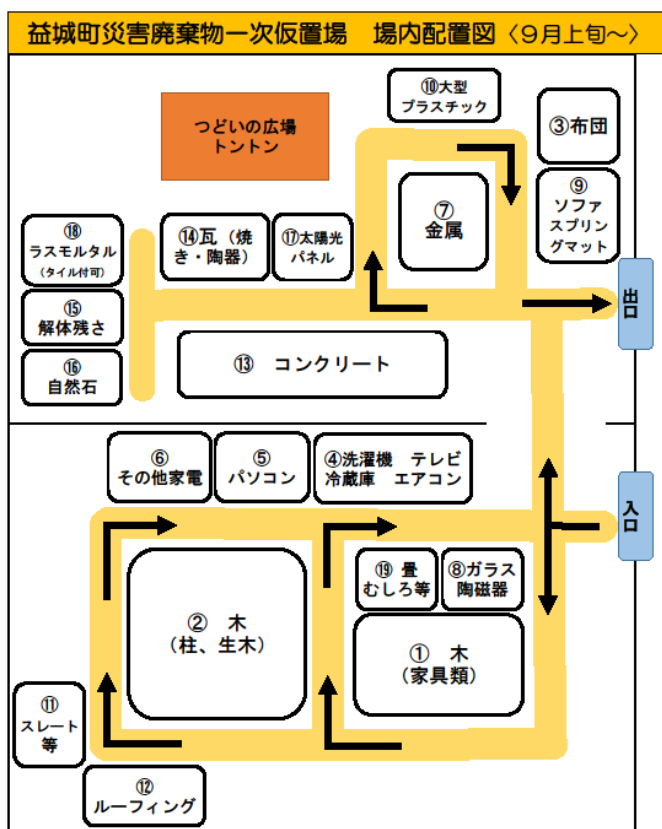 益城町災害廃棄物一次仮置場 場内配置図〈9月上旬~〉
⑩大型
プラスチック
つどいの広場
トントン
③布団
⑨
ソファ
スプリン
グマット
⑦
金属
⑱
ラスモルタル
(タイル付可)
⑭瓦(焼
き・陶器)
⑰太陽光
パネル
出口
⑮
解体残さ
⑯
自然石
⑬ コンクリート
⑥
その他家電
⑤
パソコン
④洗濯機 テレビ
冷蔵庫 エアコン
入口
⑲ 畳
むしろ等
⑧ガラス
陶磁器
② 木
(柱、生木)
① 木
(家具類)
⑪
スレート
等
⑫
ルーフィング